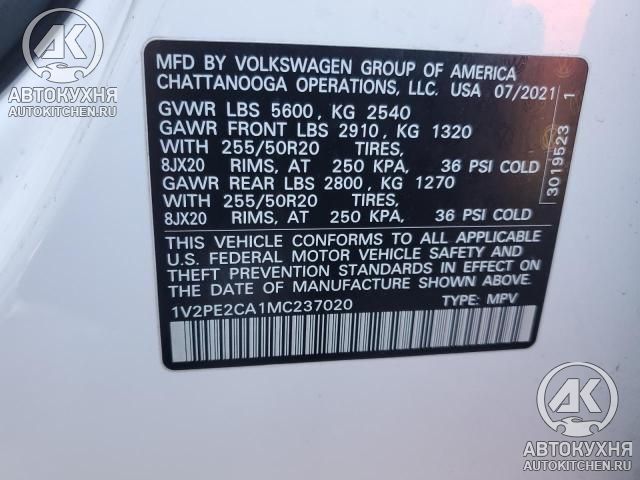 MFD BY VOLKSWAGEN GROUP OF AMERICA
CHATTANOOGA OPERATIONS, LLC. USA 07/2021
GVWR LBS 5600 , KG 2540
GAWR FRONT LBS 2910 , KG 1320
WITH 255/50R20 TIRES,
8JX20 RIMS, AT 250 KPA, 36 PSI COLD
GAWR REAR LBS 2800 , KG 1270
WITH 255/50R20 TIRES,
8JX20 RIMS, AT 250 KPA, 36 PSI COLD
THIS VEHICLE CONFORMS TO ALL APPLICABLE
U.S. FEDERAL MOTOR VEHICLE SAFETY AND
THEFT PREVENTION STANDARDS IN EFFECT ON
THE DATE OF MANUFACTURE SHOWN ABOVE.
1V2PE2CA1MC237020 TYPE: MPV
3019523 1
АК
АВТОКУХНЯ
AUTOKITCHEN.RU
АК
АВТОКУХНЯ
AUTOKITCHEN.RU